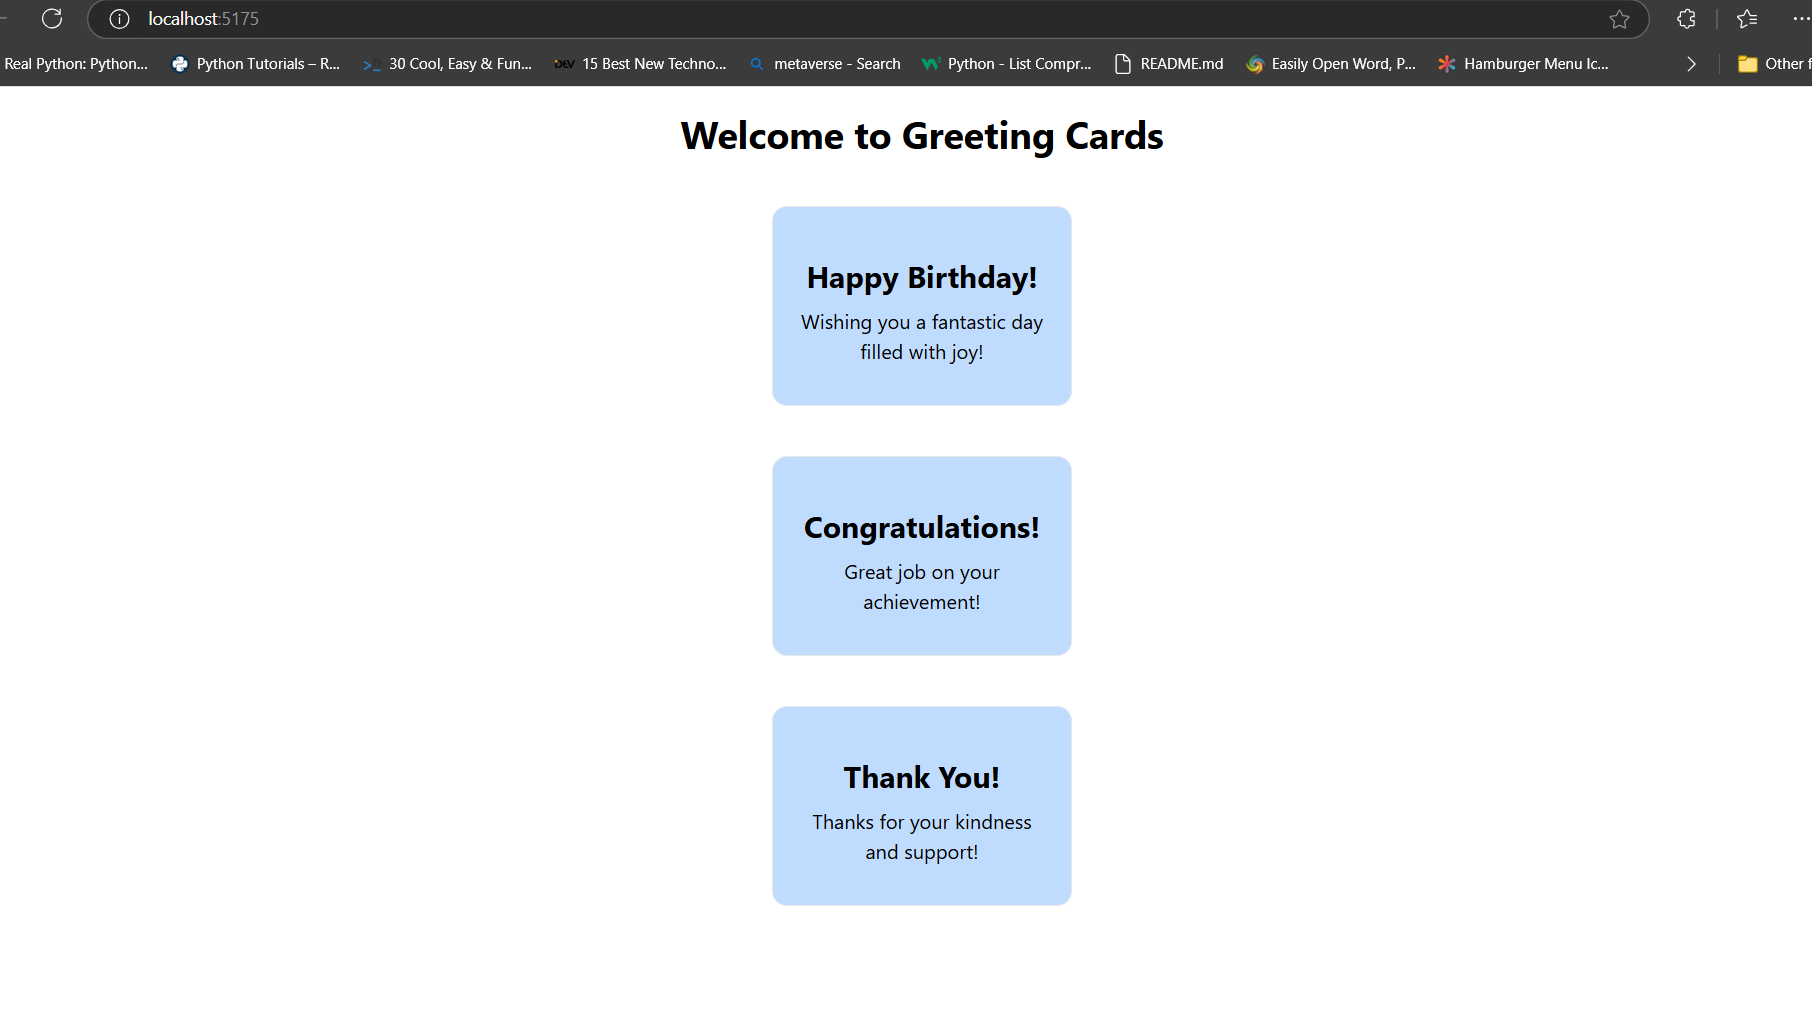 localhost:5175
Real Python: Python... Python Tutorials – R... 30 Cool, Easy & Fun... DEV 15 Best New Techno... metaverse - Search W3 Python - List Compr... README.md Easily Open Word, P... Hamburger Menu Ic... Other f
Welcome to Greeting Cards
Happy Birthday!
Wishing you a fantastic day
filled with joy!
Congratulations!
Great job on your
achievement!
Thank You!
Thanks for your kindness
and support!